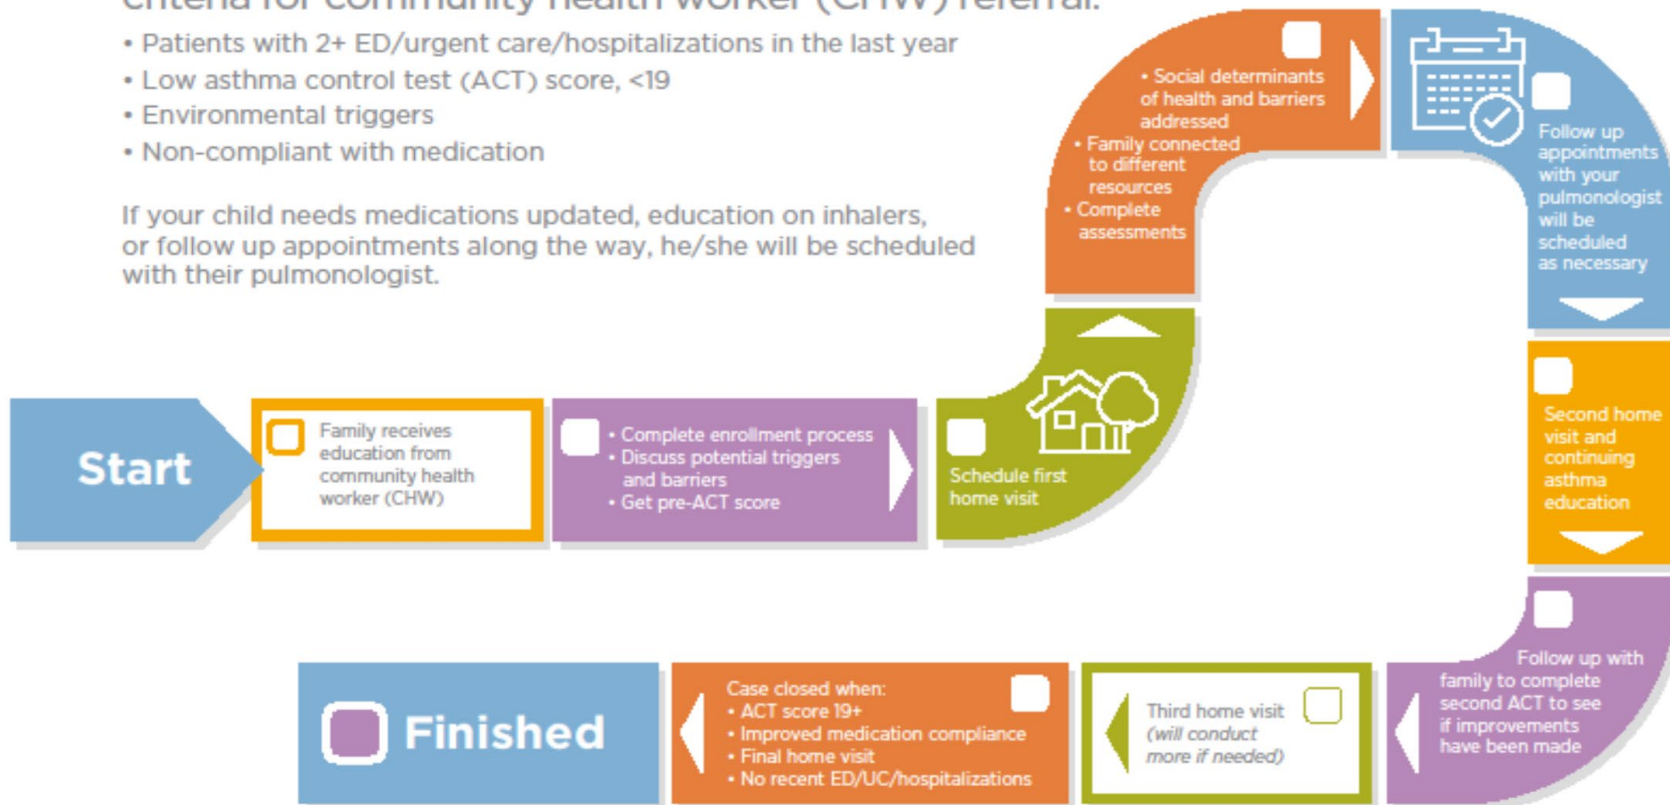 criteria for community health worker (CHW) referral:
• Patients with 2+ ED/urgent care/hospitalizations in the last year
• Low asthma control test (ACT) score, <19
• Environmental triggers
• Non-compliant with medication
If your child needs medications updated, education on inhalers,
or follow up appointments along the way, he/she will be scheduled
with their pulmonologist.
Start
Family receives
education from
community health
worker (CHW)
• Complete enrollment process
• Discuss potential triggers
and barriers
• Get pre-ACT score
Schedule first
home visit
• Social determinants
of health and barriers
addressed
• Family connected
to different
resources
• Complete
assessments
Follow up
appointments
with your
pulmonologist
will be
scheduled
as necessary
Second home
visit and
continuing
asthma
education
Follow up with
family to complete
second ACT to see
if improvements
have been made
Third home visit
(will conduct
more if needed)
Case closed when:
• ACT score 19+
• Improved medication compliance
• Final home visit
• No recent ED/UC/hospitalizations
Finished